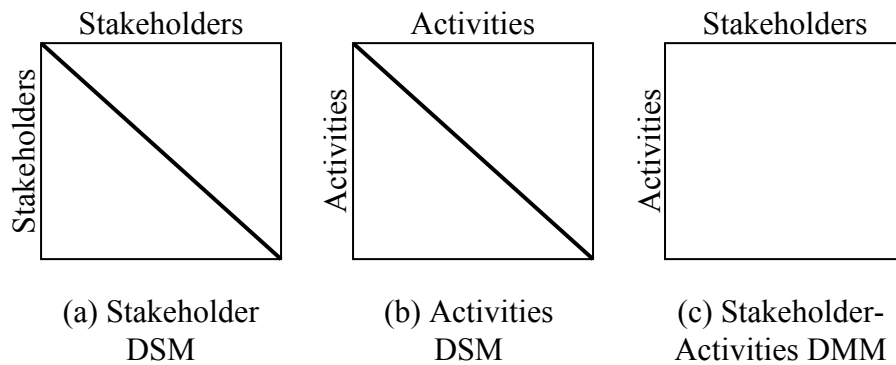 Stakeholders
Stakeholders
(a) Stakeholder
DSM
Activities
Activities
(b) Activities
DSM
Stakeholders
Activities
(c) Stakeholder-
Activities DMM